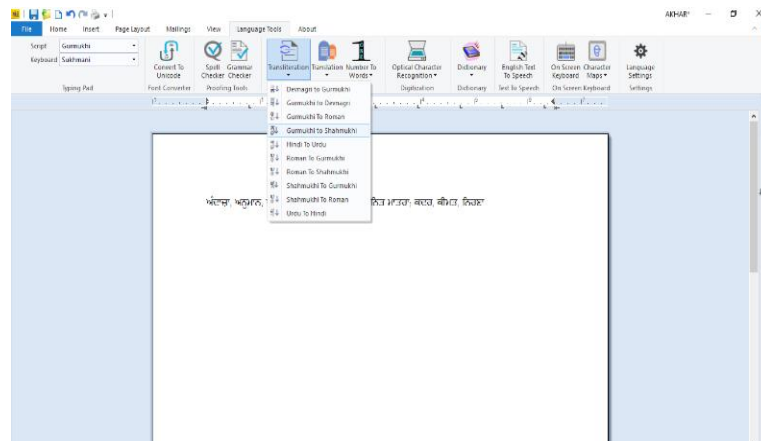 AKHAR
File Home Insert Page Layout Mailings View Language Tools About
Script Gurmukhi
Keyboard Sukhmani
Typing Pad
Convert To Unicode
Font Converter
Spell Checker Grammar Checker
Proofing Tools
Transliteration Translation Number To Words
Optical Character Recognition
Digitization
Dictionary
Dictionary
English Text To Speech
Text To Speech
On Screen Keyboard Character Maps
On Screen Keyboard
Language Settings
Settings
Devnagri to Gurmukhi
Gurmukhi to Devnagri
Gurmukhi To Roman
Gurmukhi to Shahmukhi
Hindi To Urdu
Roman To Gurmukhi
Roman To Shahmukhi
Shahmukhi To Gurmukhi
Shahmukhi To Roman
Urdu To Hindi
ਅੰਦਾਜ਼ਾ, ਅਨੁਮਾਨ, ਮਾਤਰਾ; ਕਦਰ, ਕੀਮਤ, ਨਿਰਣਾ